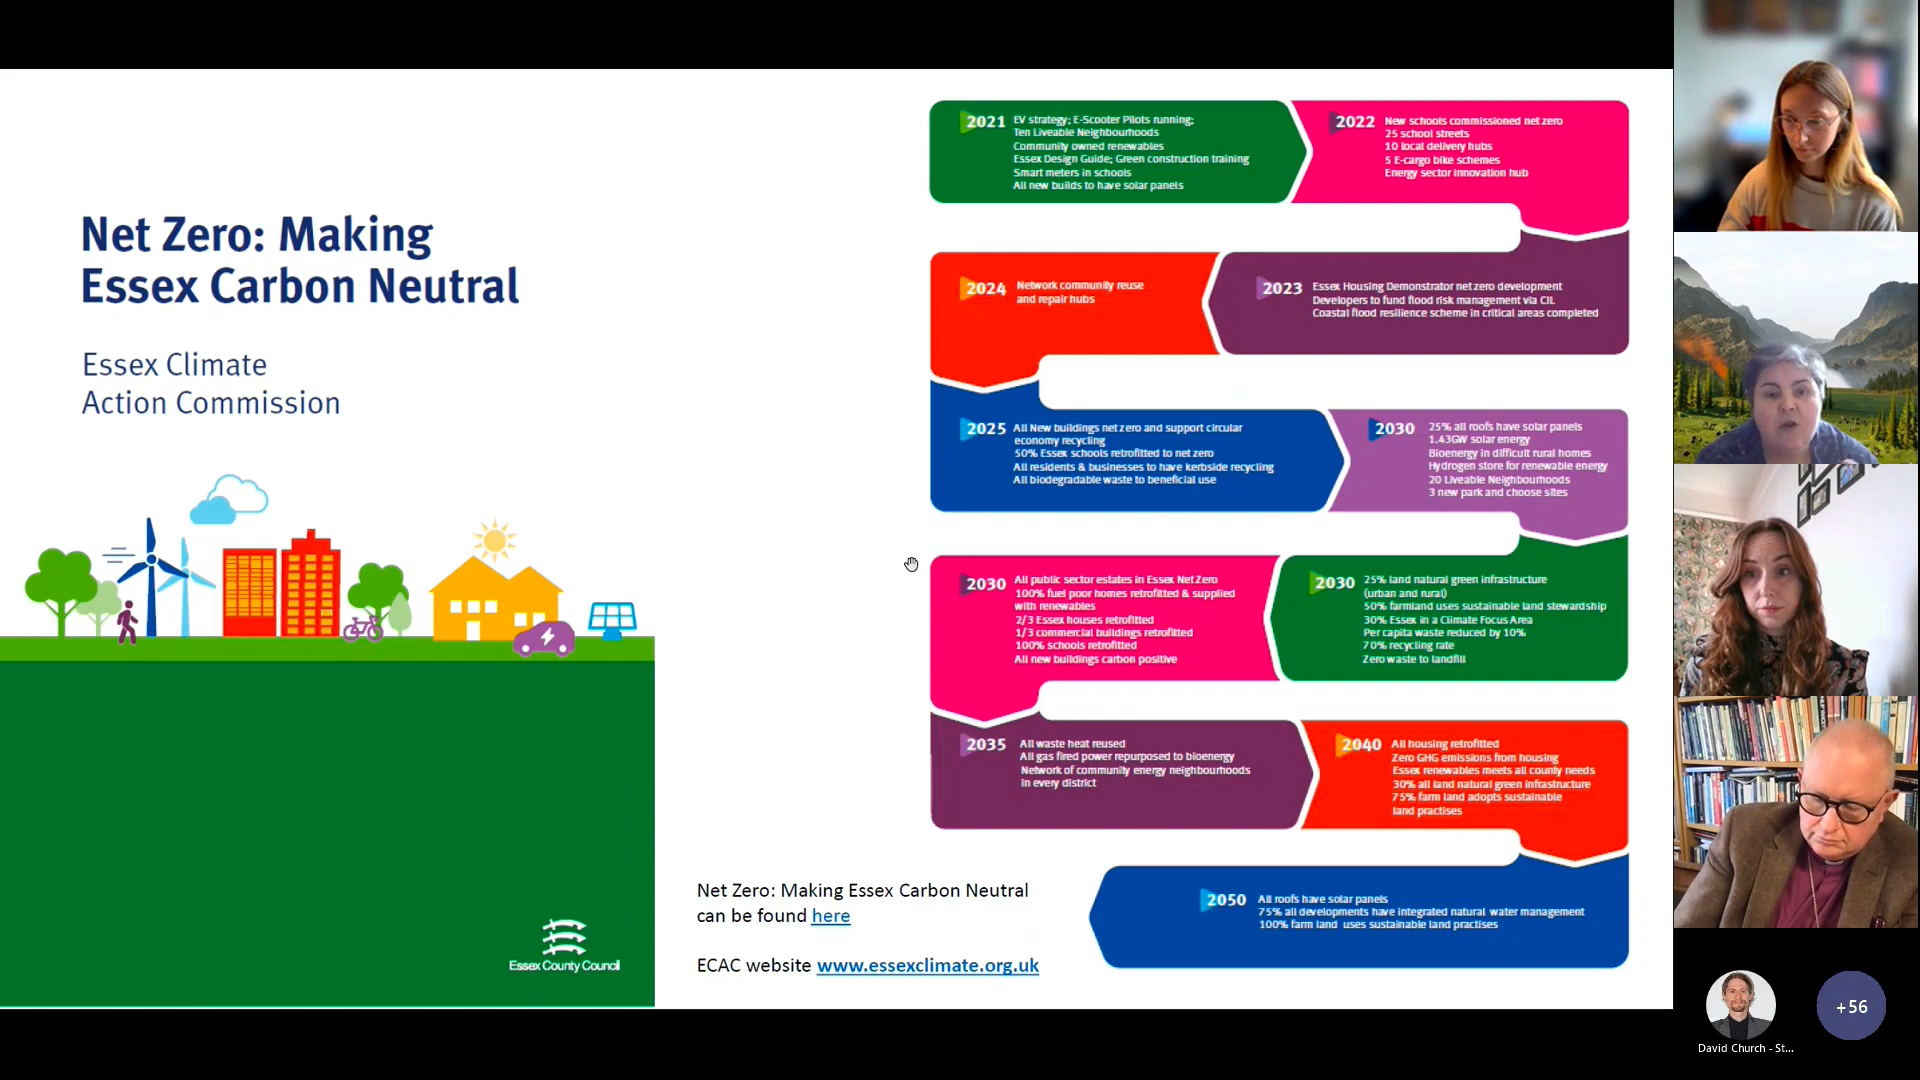 Net Zero: Making
Essex Carbon Neutral
Essex Climate
Action Commission
Essex County Council
2021
EV strategy; E-Scooter Pilots running;
Ten Liveable Neighbourhoods
Community owned renewables
Essex Design Guide; Green construction training
Smart meters in schools
All new builds to have solar panels
2022
New schools commissioned net zero
25 school streets
10 local delivery hubs
5 E-cargo bike schemes
Energy sector innovation hub
2023
Essex Housing Demonstrator net zero development
Developers to fund flood risk management via CIL
Coastal flood resilience scheme in critical areas completed
2024
Network community reuse
and repair hubs
2025
All New buildings net zero and support circular
economy recycling
50% Essex schools retrofitted to net zero
All residents & businesses to have kerbside recycling
All biodegradable waste to beneficial use
2030
25% all roofs have solar panels
1.43GW solar energy
Bioenergy in difficult rural homes
Hydrogen store for renewable energy
20 Liveable Neighbourhoods
3 new park and choose sites
2030
25% land natural green infrastructure
(urban and rural)
50% farmland uses sustainable land stewardship
30% Essex in a Climate Focus Area
Per capita waste reduced by 10%
70% recycling rate
Zero waste to landfill
2030
All public sector estates in Essex Net Zero
100% fuel poor homes retrofitted & supplied
with renewables
2/3 Essex houses retrofitted
1/3 commercial buildings retrofitted
100% schools retrofitted
All new buildings carbon positive
2035
All waste heat reused
All gas fired power repurposed to bioenergy
Network of community energy neighbourhoods
in every district
2040
All housing retrofitted
Zero GHG emissions from housing
Essex renewables meets all county needs
30% all land natural green infrastructure
75% farm land adopts sustainable
land practises
2050
All roofs have solar panels
75% all developments have integrated natural water management
100% farm land uses sustainable land practises
Net Zero: Making Essex Carbon Neutral
can be found here
ECAC website www.essexclimate.org.uk
David Church - St...
+56